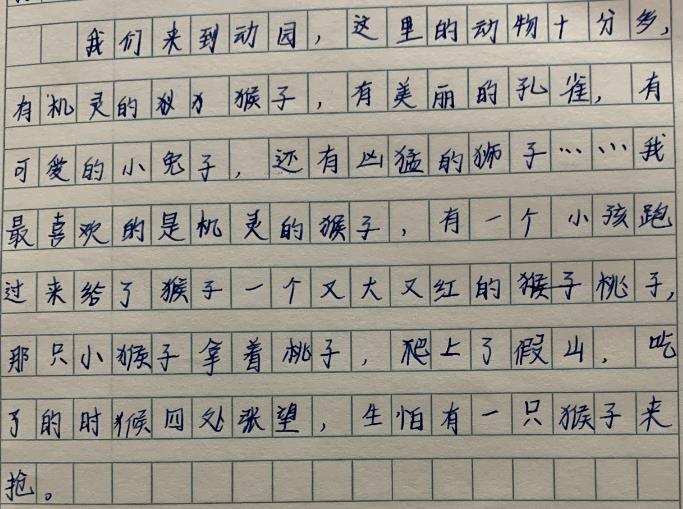 我们来到动园，这里的动物十分多，
有机灵的猴子，有美丽的孔雀，有
可爱的小兔子，还有凶猛的狮子……我
最喜欢的是机灵的猴子，有一个小孩跑
过来给了猴子一个又大又红的猴子桃子，
那只小猴子拿着桃子，爬上了假山，吃
了的时猴四处张望，生怕有一只猴子来
抢。